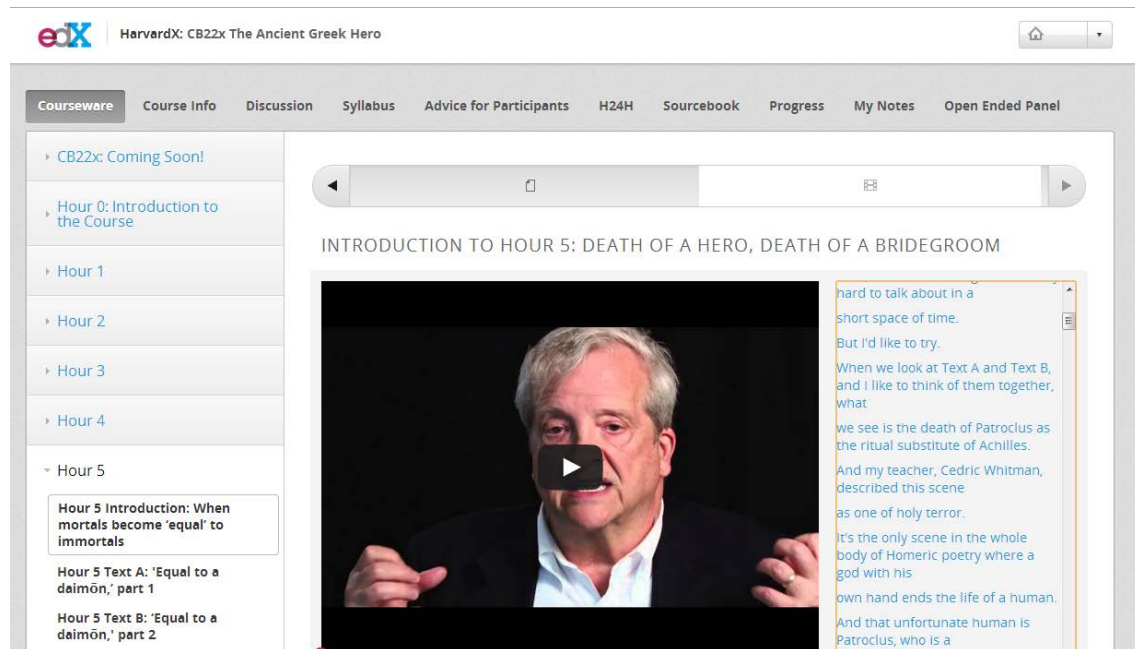 edX
HarvardX: CB22x The Ancient Greek Hero
Courseware
Course Info
Discussion
Syllabus
Advice for Participants
H24H
Sourcebook
Progress
My Notes
Open Ended Panel
CB22x: Coming Soon!
Hour 0: Introduction to
the Course
Hour 1
Hour 2
Hour 3
Hour 4
Hour 5
Hour 5 Introduction: When
mortals become ‘equal’ to
immortals
Hour 5 Text A: 'Equal to a
daimōn,’ part 1
Hour 5 Text B: ‘Equal to a
daimōn,' part 2
INTRODUCTION TO HOUR 5: DEATH OF A HERO, DEATH OF A BRIDEGROOM
hard to talk about in a
short space of time.
But I'd like to try.
When we look at Text A and Text B,
and I like to think of them together,
what
we see is the death of Patroclus as
the ritual substitute of Achilles.
And my teacher, Cedric Whitman,
described this scene
as one of holy terror.
It's the only scene in the whole
body of Homeric poetry where a
god with his
own hand ends the life of a human.
And that unfortunate human is
Patroclus, who is a